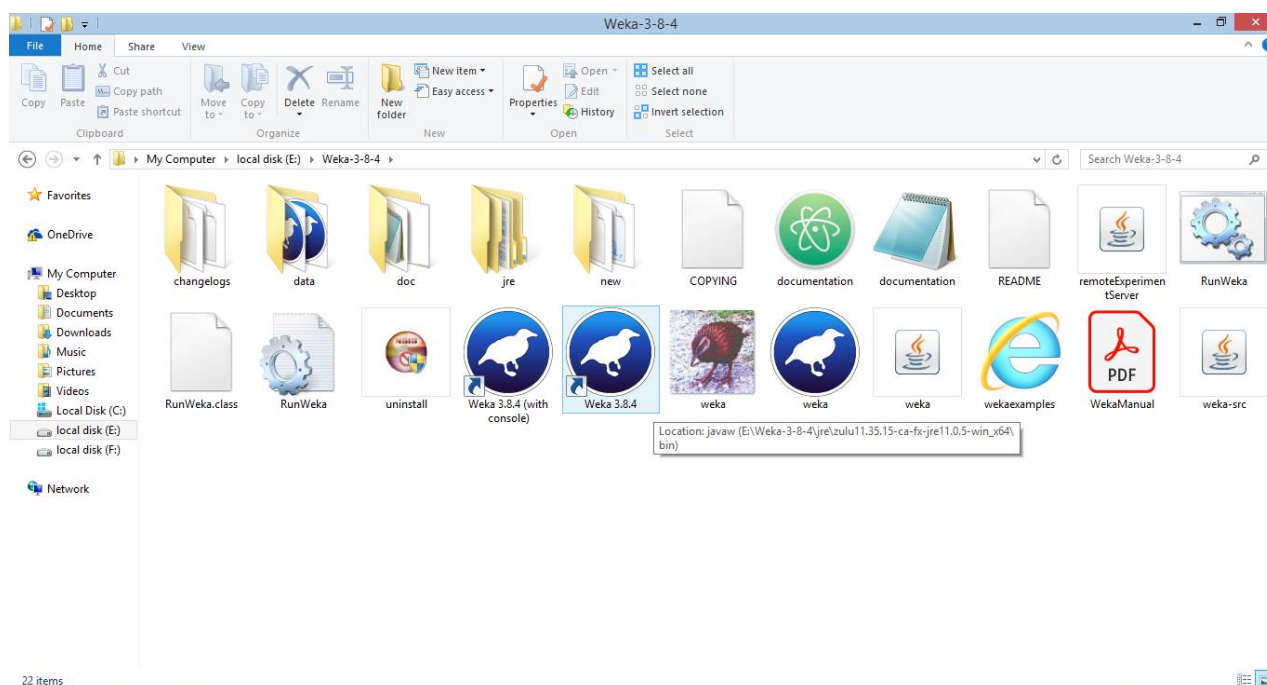 Weka-3-8-4
File Home Share View
Copy
Paste
Cut
Copy path
Paste shortcut
Clipboard
Move to
Copy to
Delete
Rename
Organize
New folder
New item
Easy access
New
Properties
Open
Edit
History
Open
Select all
Select none
Invert selection
Select
My Computer local disk (E:) Weka-3-8-4
Search Weka-3-8-4
Favorites
OneDrive
My Computer
Desktop
Documents
Downloads
Music
Pictures
Videos
Local Disk (C:)
local disk (E:)
local disk (F:)
Network
changelogs data doc jre new COPYING documentation documentation README remoteExperimen RunWeka
tServer
NSIS
PDF
RunWeka.class RunWeka uninstall Weka 3.8.4 (with Weka 3.8.4 weka weka weka wekaexamples WekaManual weka-src
console)
Location: javaw (E:\Weka-3-8-4\jre\zulu11.35.15-ca-fx-jre11.0.5-win_x64\
bin)
22 items